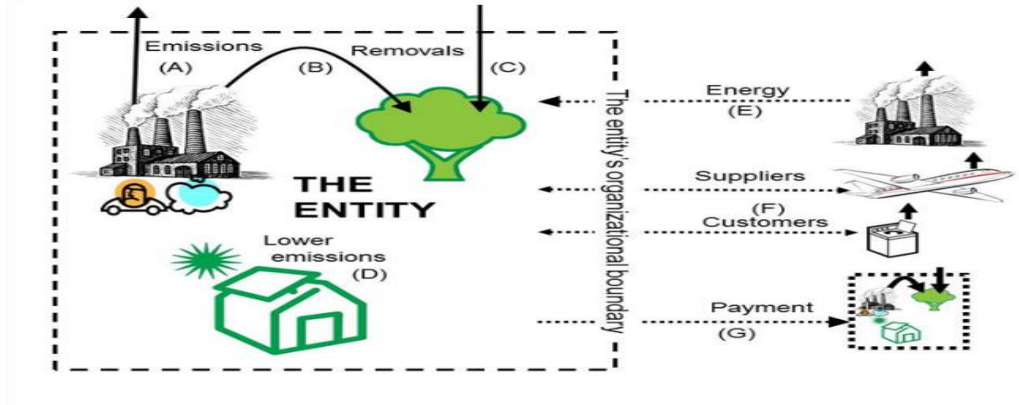 Emissions
(A)
(B)
Removals
(C)
THE
ENTITY
Lower
emissions
(D)
The entity's organizational boundary
Energy
(E)
Suppliers
(F)
Customers
Payment
(G)